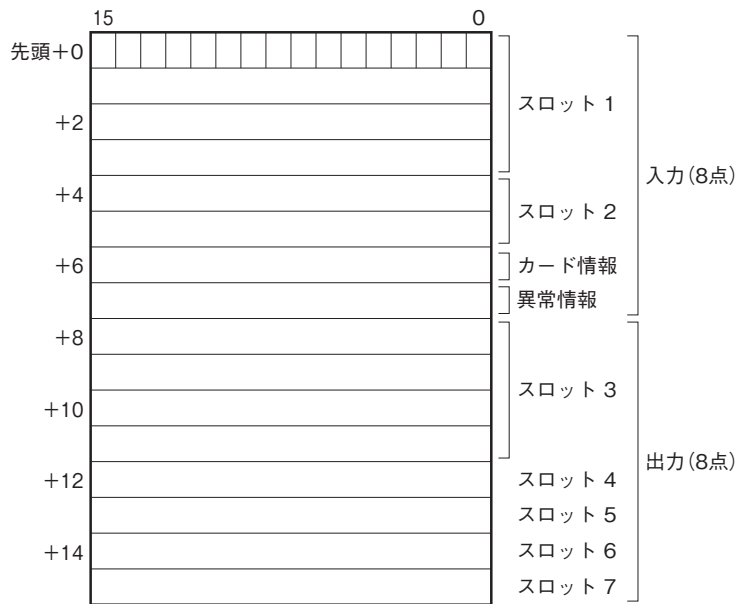 15 0
先頭+0
スロット 1
+2
入力(8点)
+4
スロット 2
+6
カード情報
異常情報
+8
スロット 3
+10
出力(8点)
+12
スロット 4
スロット 5
+14
スロット 6
スロット 7